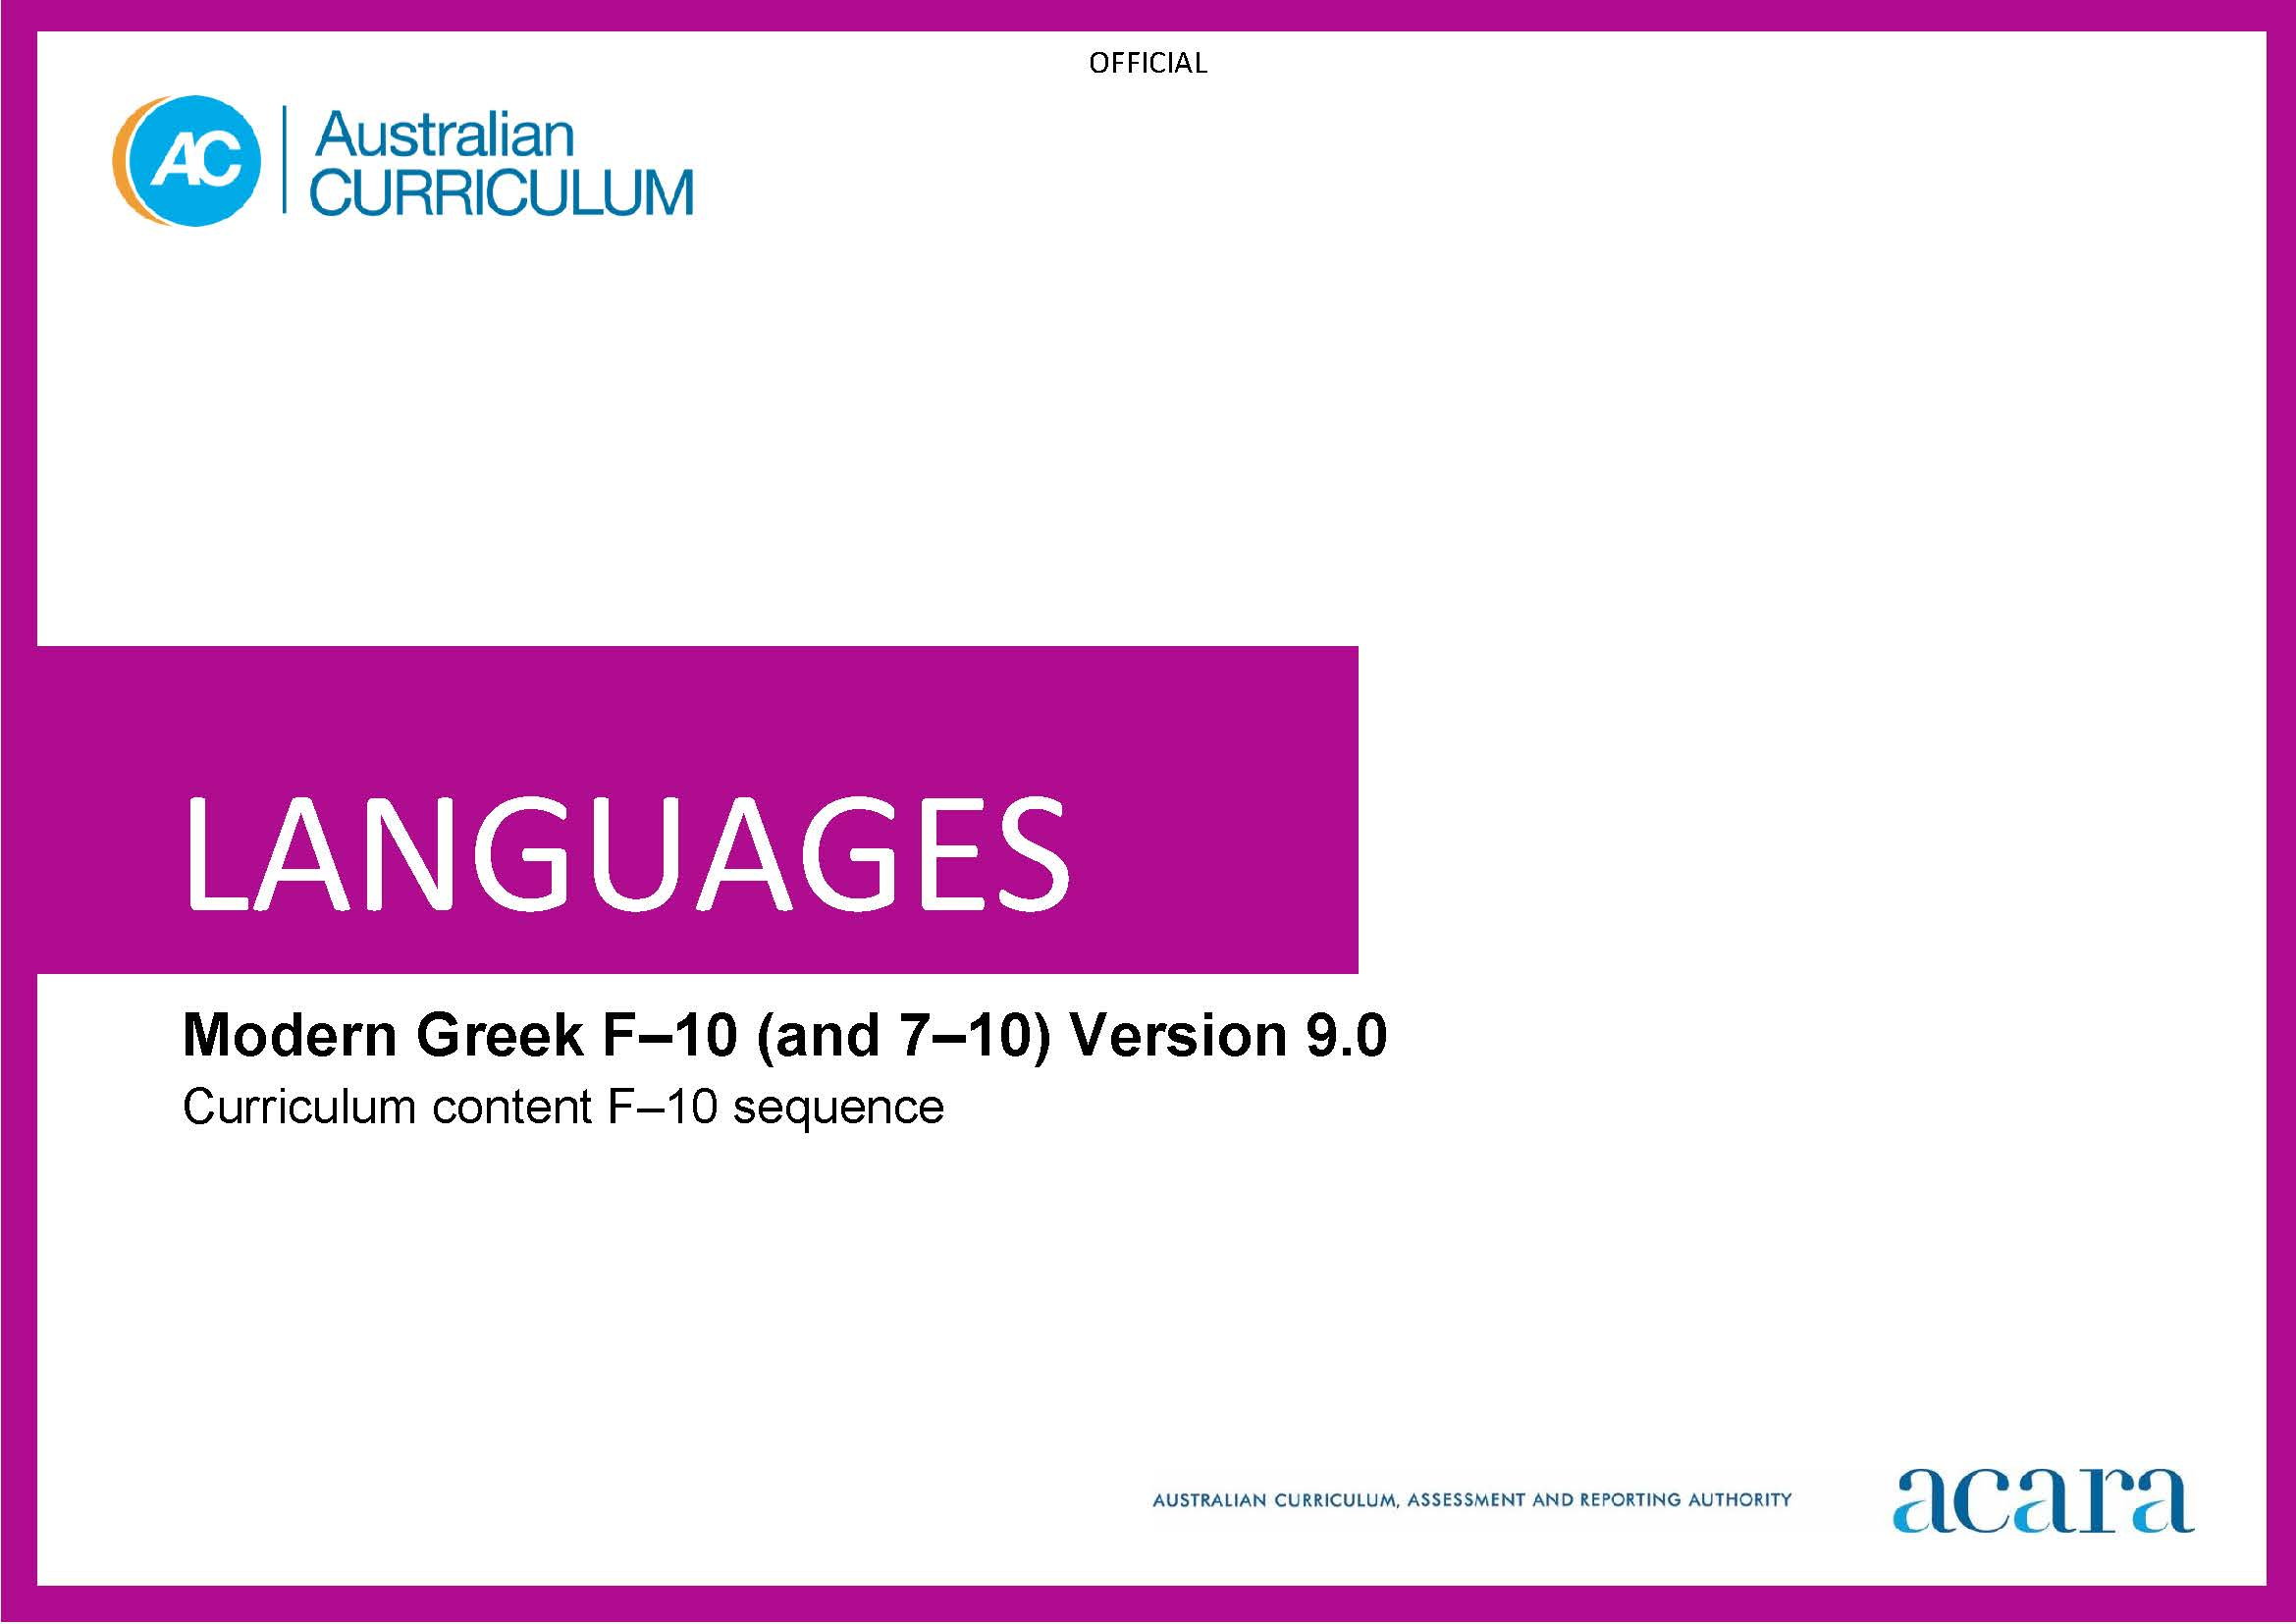 OFFICIAL
AC
Australian
CURRICULUM
LANGUAGES
Modern Greek F–10 (and 7–10) Version 9.0
Curriculum content F–10 sequence
AUSTRALIAN CURRICULUM, ASSESSMENT AND REPORTING AUTHORITY
acara